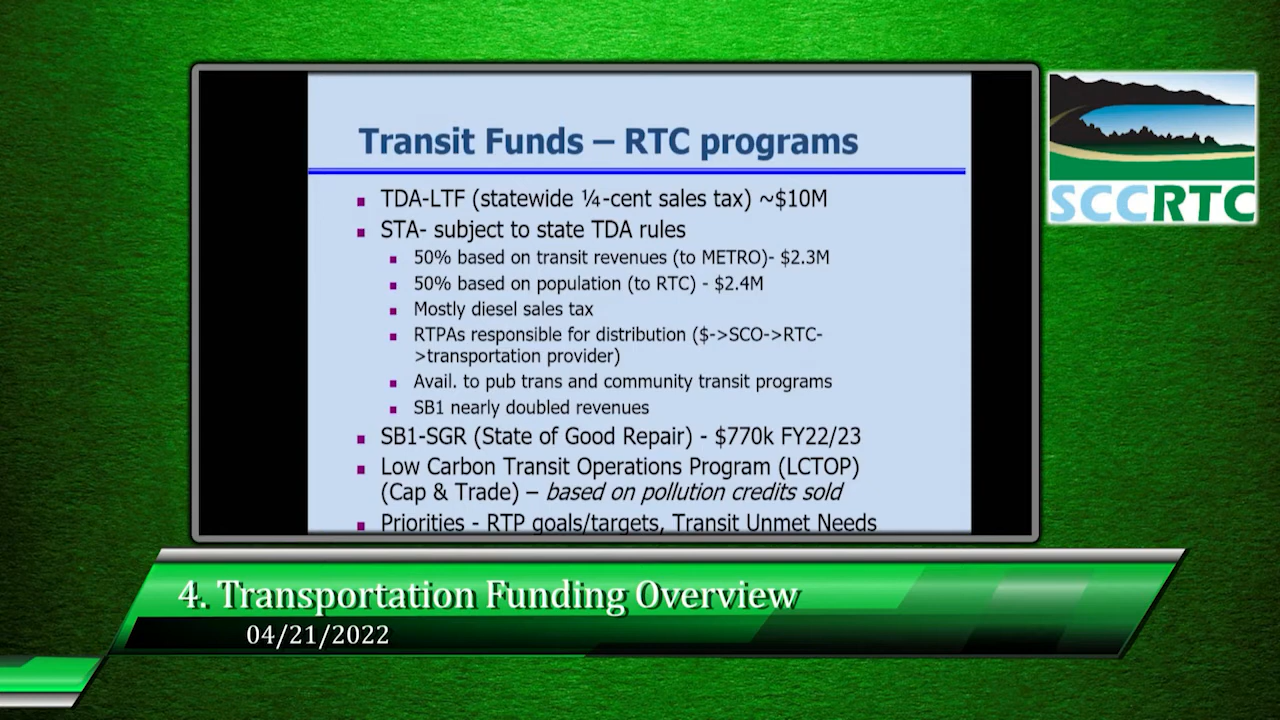 Transit Funds – RTC programs
TDA-LTF (statewide ¼-cent sales tax) ~$10M
STA- subject to state TDA rules
50% based on transit revenues (to METRO)- $2.3M
50% based on population (to RTC) - $2.4M
Mostly diesel sales tax
RTPAs responsible for distribution ($->SCO->RTC-
>transportation provider)
Avail. to pub trans and community transit programs
SB1 nearly doubled revenues
SB1-SGR (State of Good Repair) - $770k FY22/23
Low Carbon Transit Operations Program (LCTOP)
(Cap & Trade) – based on pollution credits sold
Priorities - RTP goals/targets, Transit Unmet Needs
SCCRTC
4. Transportation Funding Overview
04/21/2022